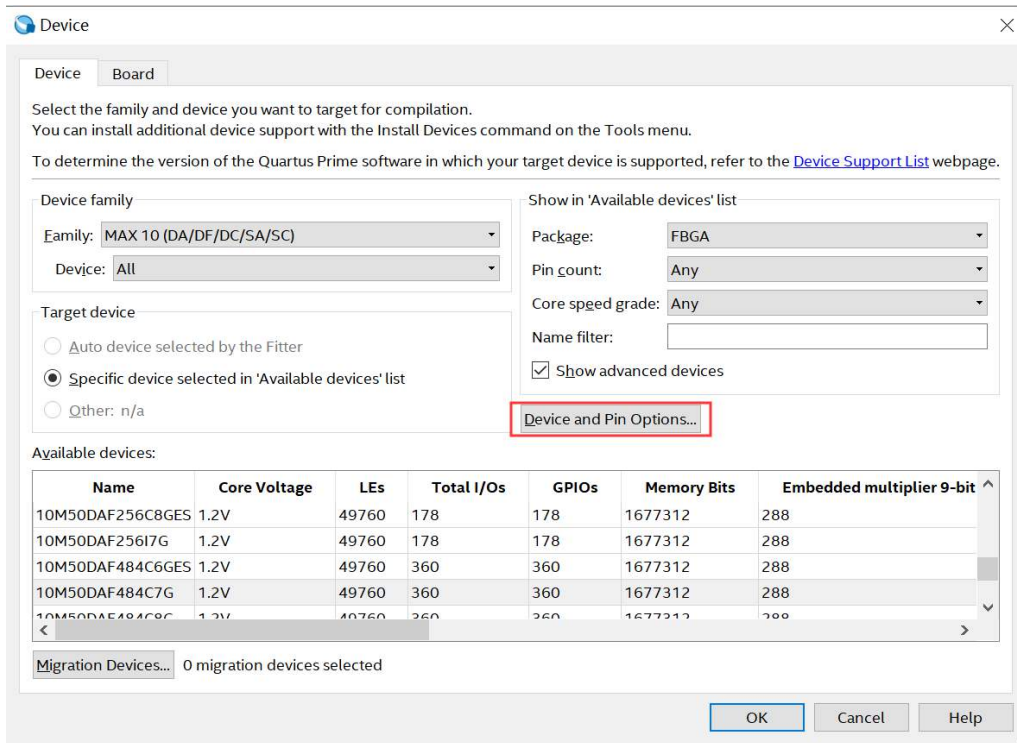 Device
Device Board
Select the family and device you want to target for compilation.
You can install additional device support with the Install Devices command on the Tools menu.
To determine the version of the Quartus Prime software in which your target device is supported, refer to the Device Support List webpage.
Device family
Family: MAX 10 (DA/DF/DC/SA/SC)
Device: All
Target device
Auto device selected by the Fitter
Specific device selected in 'Available devices' list
Other: n/a
Show in 'Available devices' list
Package: FBGA
Pin count: Any
Core speed grade: Any
Name filter:
Show advanced devices
Device and Pin Options...
Available devices:
Name Core Voltage LEs Total I/Os GPIOs Memory Bits Embedded multiplier 9-bit
10M50DAF256C8GES 1.2V 49760 178 178 1677312 288
10M50DAF256I7G 1.2V 49760 178 178 1677312 288
10M50DAF484C6GES 1.2V 49760 360 360 1677312 288
10M50DAF484C7G 1.2V 49760 360 360 1677312 288
10M50DAF484C8G 1.2V 49760 360 360 1677312 288
Migration Devices... 0 migration devices selected
OK Cancel Help